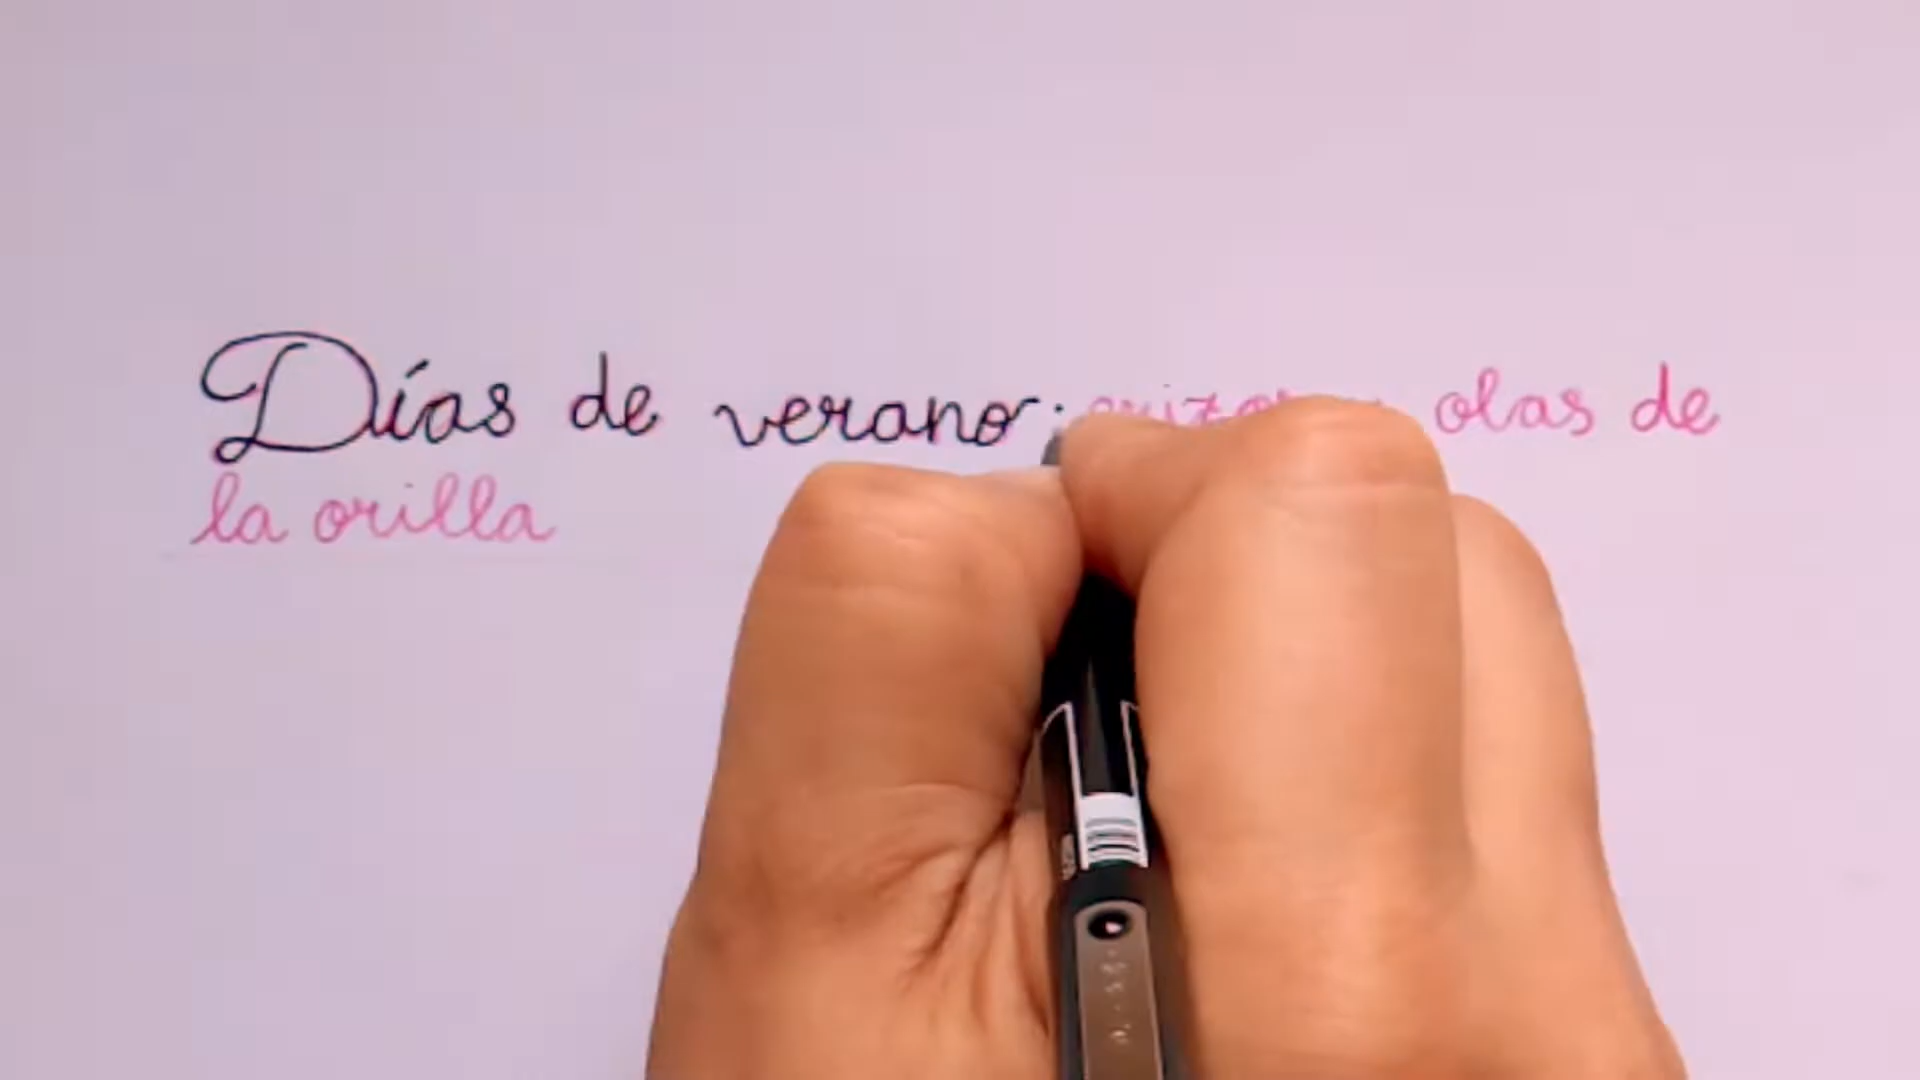 Días de verano: olas de
la orilla